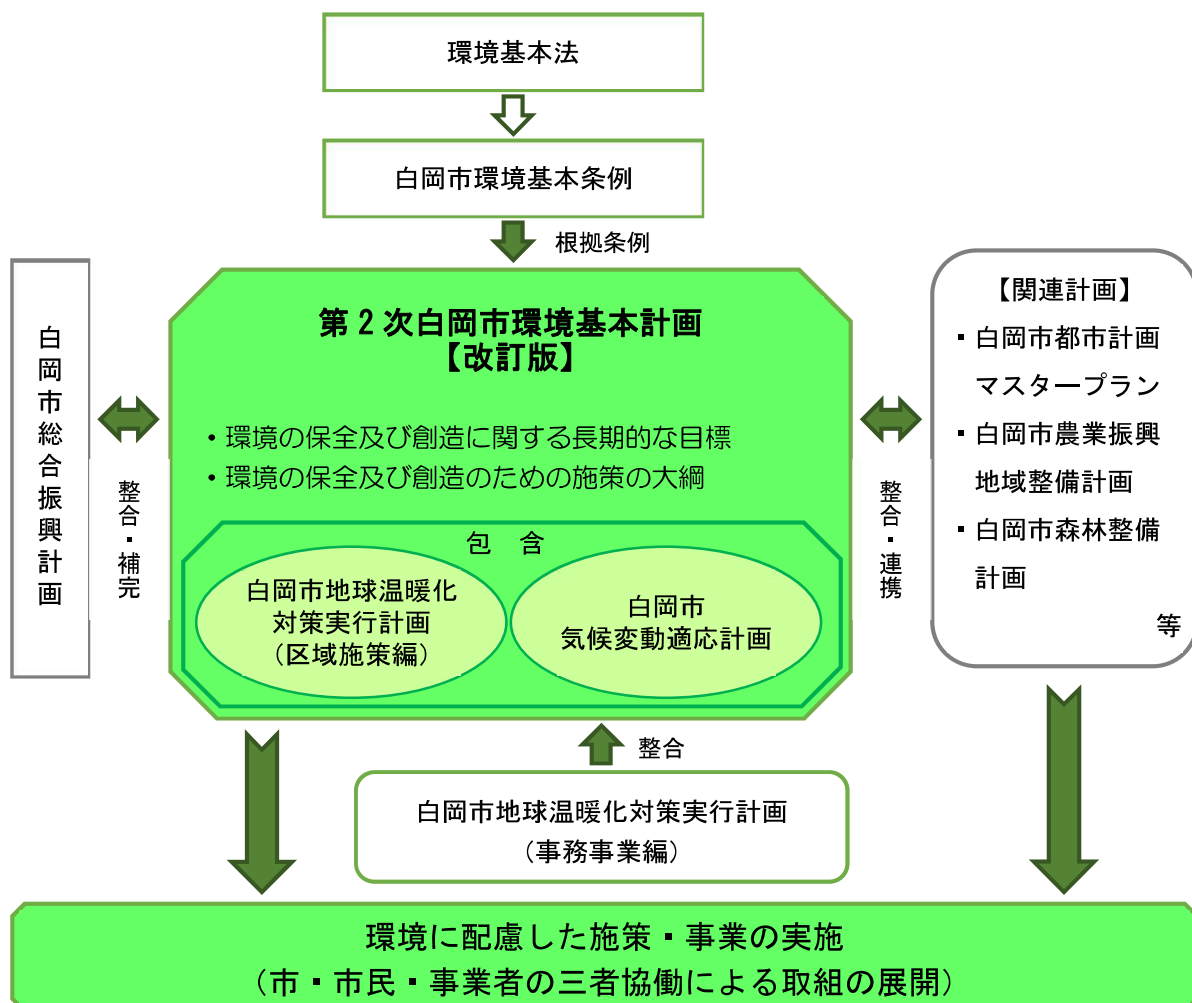 環境基本法
白岡市環境基本条例
根拠条例
白岡市総合振興計画
整合・補完
第2次白岡市環境基本計画
【改訂版】
・環境の保全及び創造に関する長期的な目標
・環境の保全及び創造のための施策の大綱
包 含
白岡市地球温暖化
対策実行計画
(区域施策編)
白岡市
気候変動適応計画
整合・連携
【関連計画】
▪ 白岡市都市計画
マスタープラン
▪ 白岡市農業振興
地域整備計画
▪ 白岡市森林整備
計画
等
整合
白岡市地球温暖化対策実行計画
(事務事業編)
環境に配慮した施策▪事業の実施
(市▪市民▪事業者の三者協働による取組の展開)